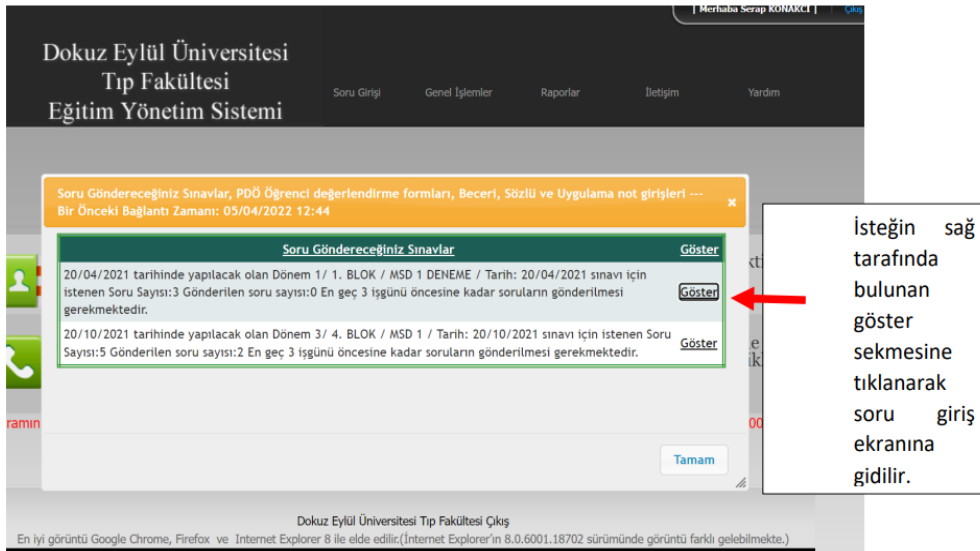 | Merhaba Serap KONAKCI | Çıkış
Dokuz Eylül Üniversitesi
Tıp Fakültesi
Eğitim Yönetim Sistemi
Soru Girişi Genel İşlemler Raporlar İletişim Yardım
Soru Göndereceğiniz Sınavlar, PDÖ Öğrenci değerlendirme formları, Beceri, Sözlü ve Uygulama not girişleri ---
Bir Önceki Bağlantı Zamanı: 05/04/2022 12:44
Soru Göndereceğiniz Sınavlar Göster
20/04/2021 tarihinde yapılacak olan Dönem 1/ 1. BLOK / MSD 1 DENEME / Tarih: 20/04/2021 sınavı için
istenen Soru Sayısı:3 Gönderilen soru sayısı:0 En geç 3 işgünü öncesine kadar soruların gönderilmesi
gerekmektedir.
Göster
20/10/2021 tarihinde yapılacak olan Dönem 3/ 4. BLOK / MSD 1 / Tarih: 20/10/2021 sınavı için istenen Soru
Sayısı:5 Gönderilen soru sayısı:2 En geç 3 işgünü öncesine kadar soruların gönderilmesi gerekmektedir.
Göster
Tamam
İsteğin sağ
tarafında
bulunan
göster
sekmesine
tıklanarak
soru giriş
ekranına
gidilir.
ramın
Dokuz Eylül Üniversitesi Tıp Fakültesi Çıkış
En iyi görüntü Google Chrome, Firefox ve Internet Explorer 8 ile elde edilir.(İnternet Explorer'ın 8.0.6001.18702 sürümünde görüntü farklı gelebilmekte.)